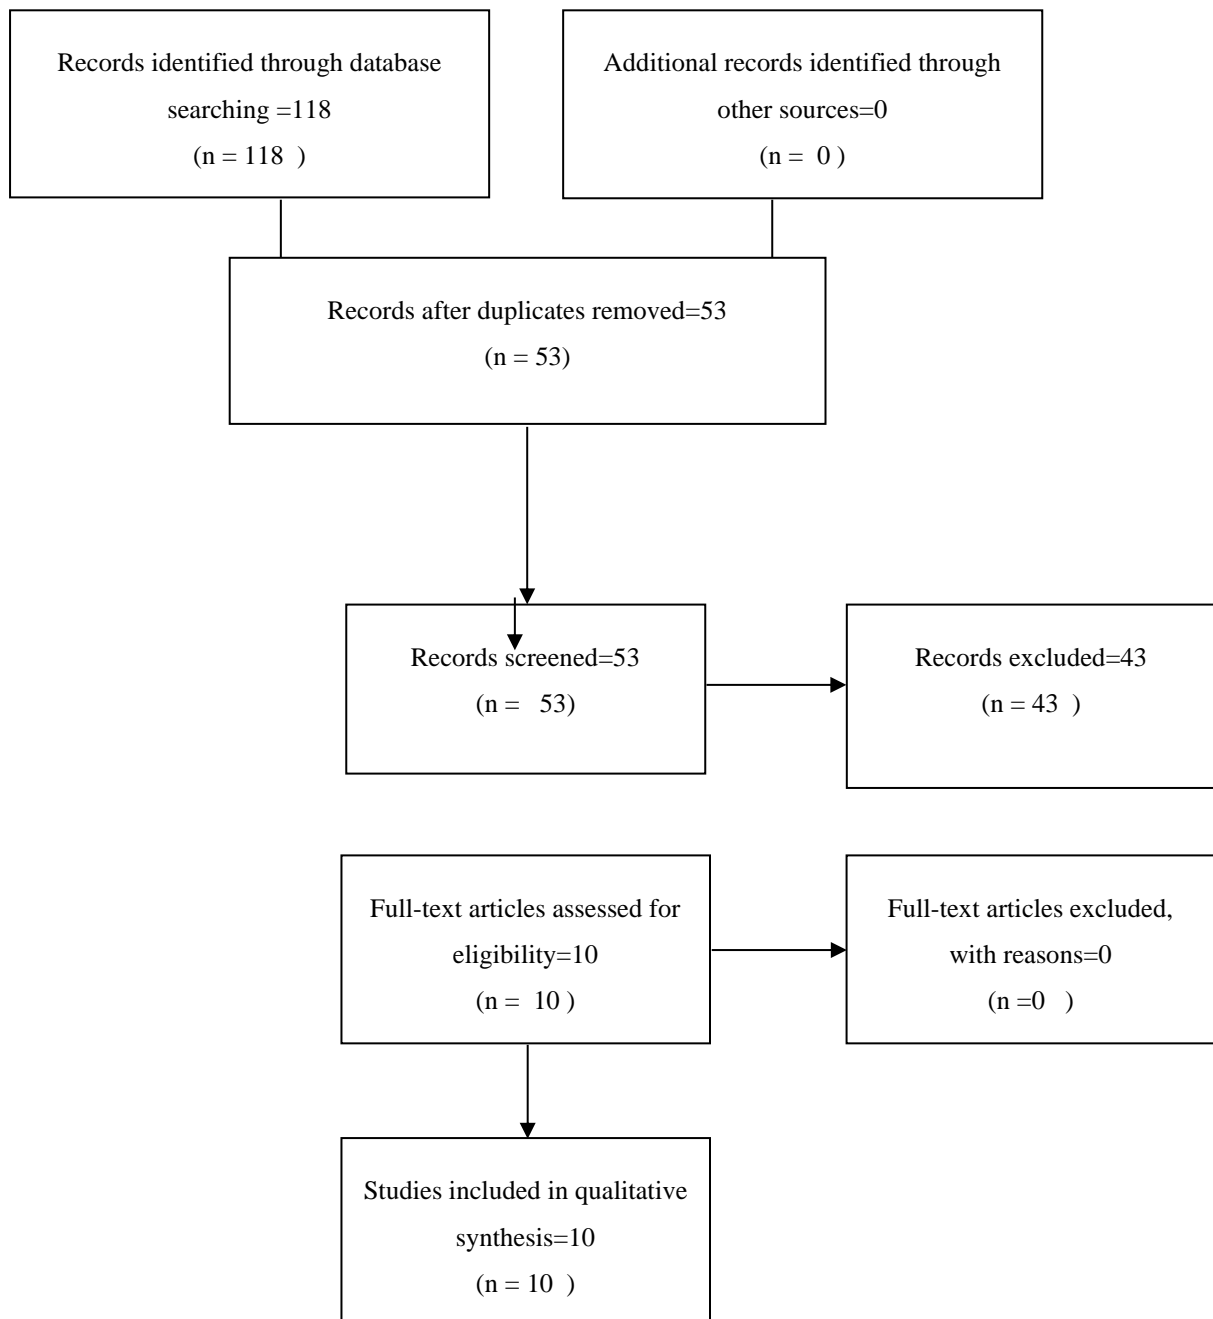 Records identified through database
searching =118
(n = 118  )
Additional records identified through
other sources=0
(n =  0 )
Records after duplicates removed=53
(n = 53)
Records screened=53
(n =   53)
Records excluded=43
(n = 43  )
Full-text articles assessed for
eligibility=10
(n =  10 )
Full-text articles excluded,
with reasons=0
(n =0   )
Studies included in qualitative
synthesis=10
(n = 10  )